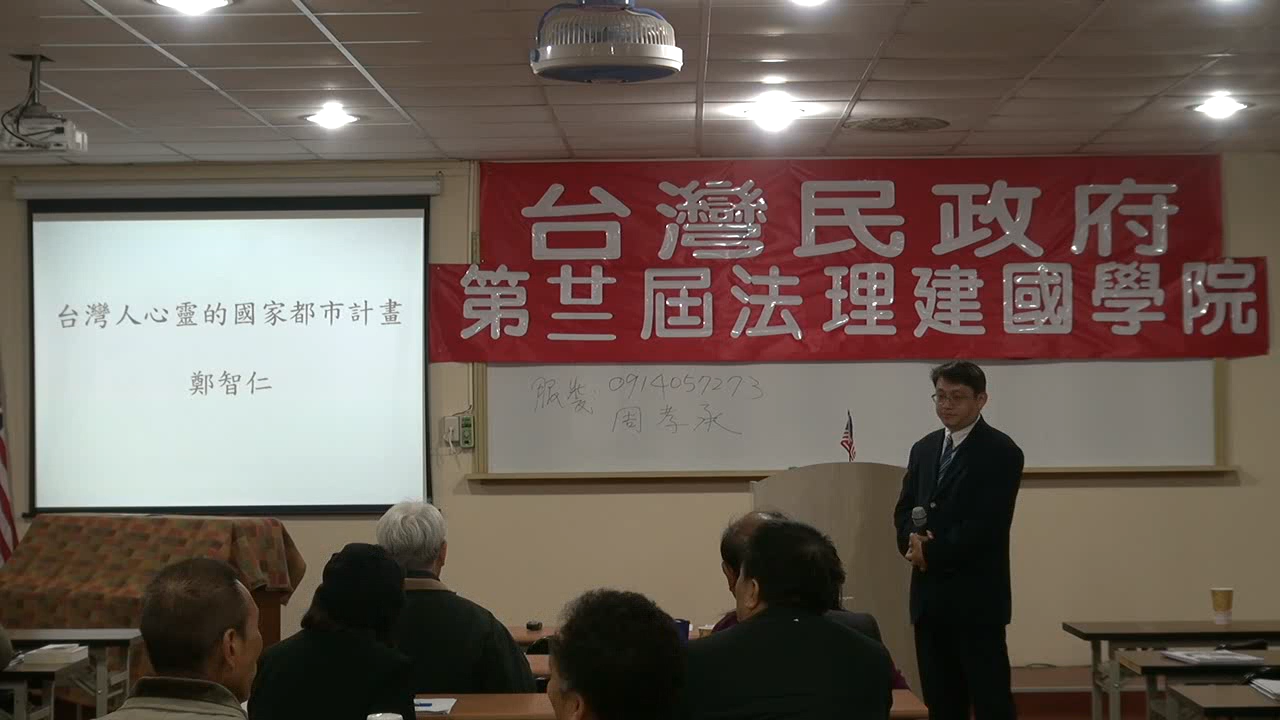 台灣民政府
第廿三屆法理建國學院
台灣人心靈的國家都市計畫
鄭智仁
服裝:0914057273
周孝承